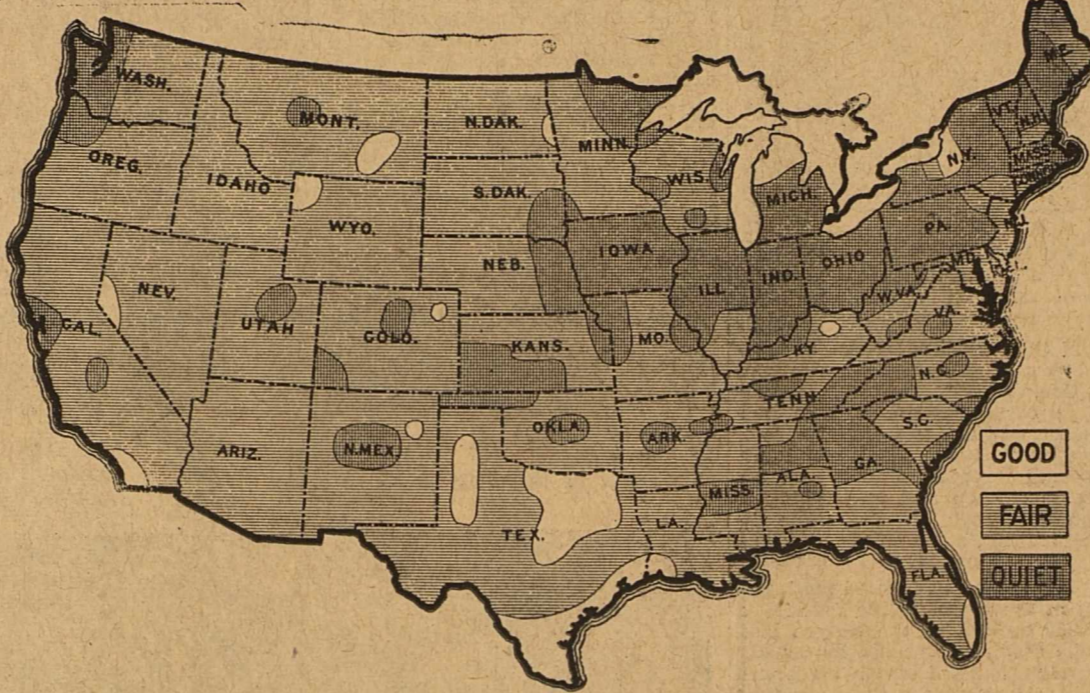 WASH.
MONT.
N.DAK.
MINN.
ME.
VT.
N.H.
OREG.
IDAHO
S.DAK.
WIS.
MICH.
N.Y.
MASS.
CONN.
WYO.
NEB.
IOWA
PA.
N.J.
NEV.
UTAH
COLO.
ILL.
IND.
OHIO
MD.
W.VA.
VA.
CAL.
KANS.
MO.
KY.
N.C.
ARIZ.
N.MEX.
OKLA.
ARK.
TENN.
S.C.
TEX.
LA.
MISS.
ALA.
GA.
FLA.
GOOD
FAIR
QUIET